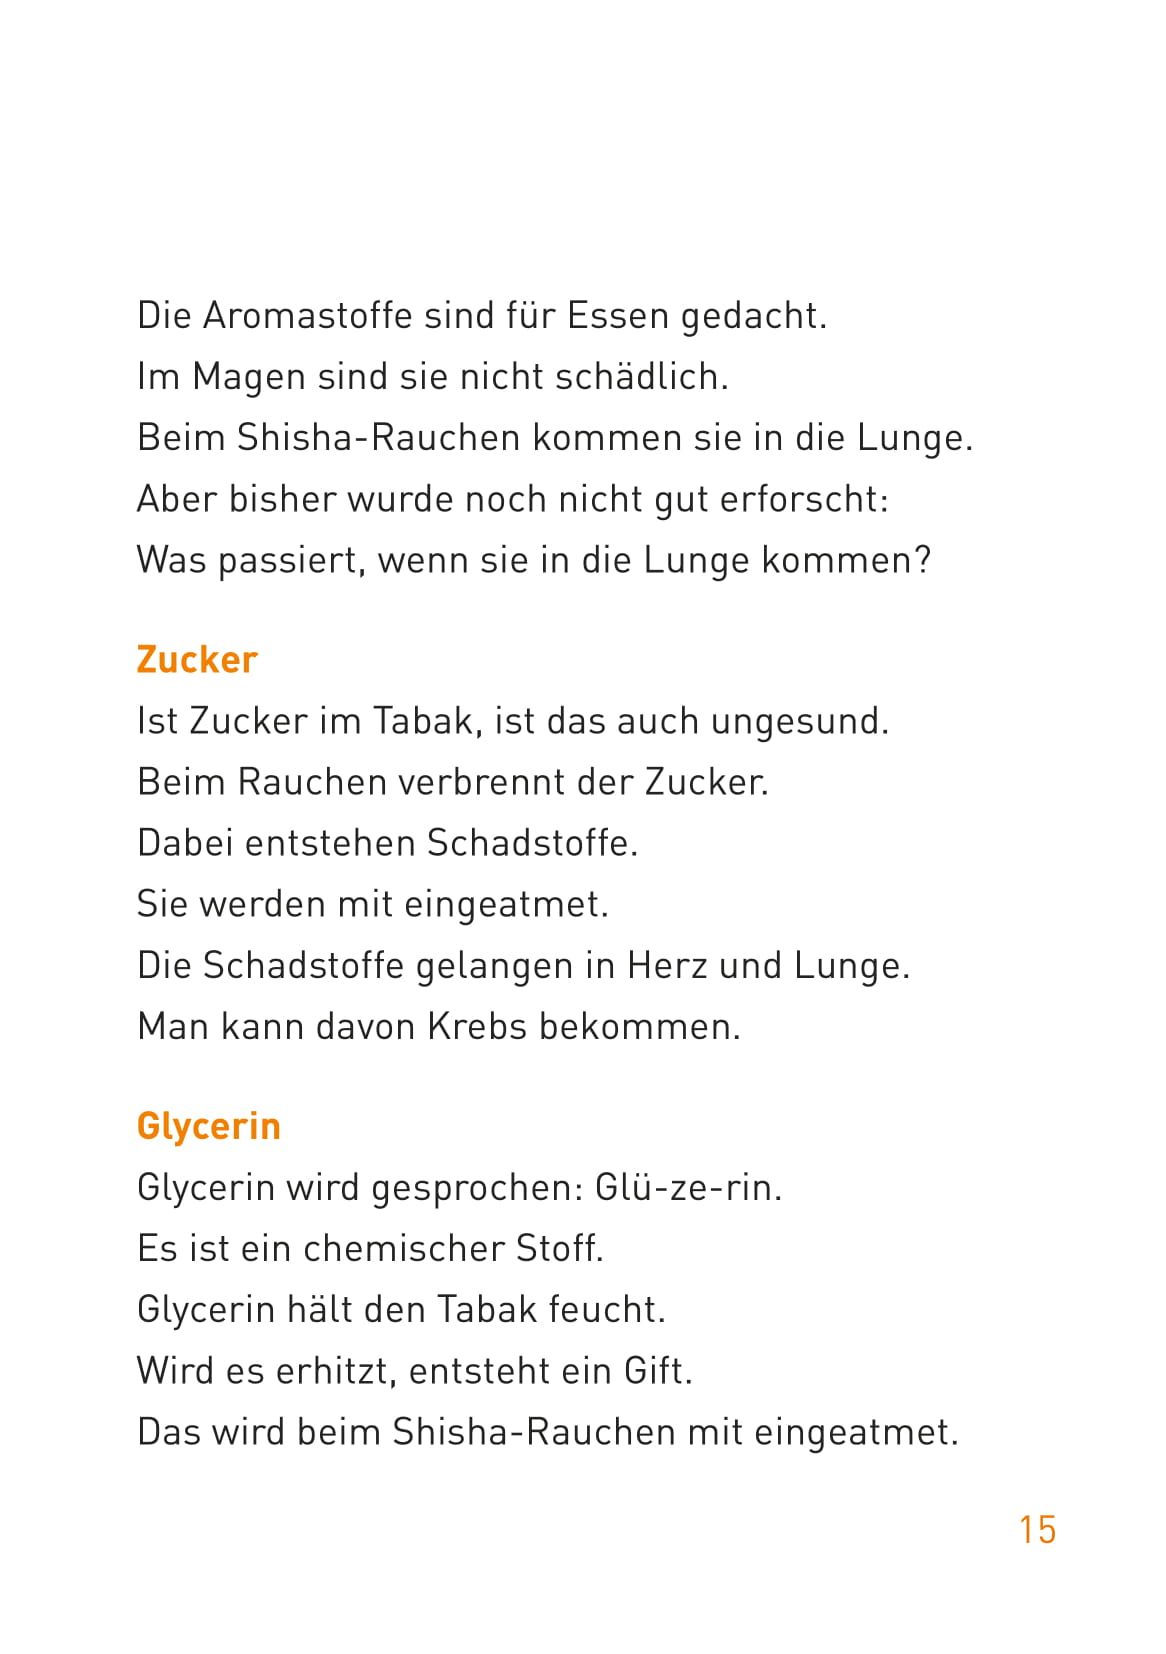 Die Aromastoffe sind für Essen gedacht.
Im Magen sind sie nicht schädlich.
Beim Shisha-Rauchen kommen sie in die Lunge.
Aber bisher wurde noch nicht gut erforscht:
Was passiert, wenn sie in die Lunge kommen?
Zucker
Ist Zucker im Tabak, ist das auch ungesund.
Beim Rauchen verbrennt der Zucker.
Dabei entstehen Schadstoffe.
Sie werden mit eingeatmet.
Die Schadstoffe gelangen in Herz und Lunge.
Man kann davon Krebs bekommen.
Glycerin
Glycerin wird gesprochen: Glü-ze-rin.
Es ist ein chemischer Stoff.
Glycerin hält den Tabak feucht.
Wird es erhitzt, entsteht ein Gift.
Das wird beim Shisha-Rauchen mit eingeatmet.
15